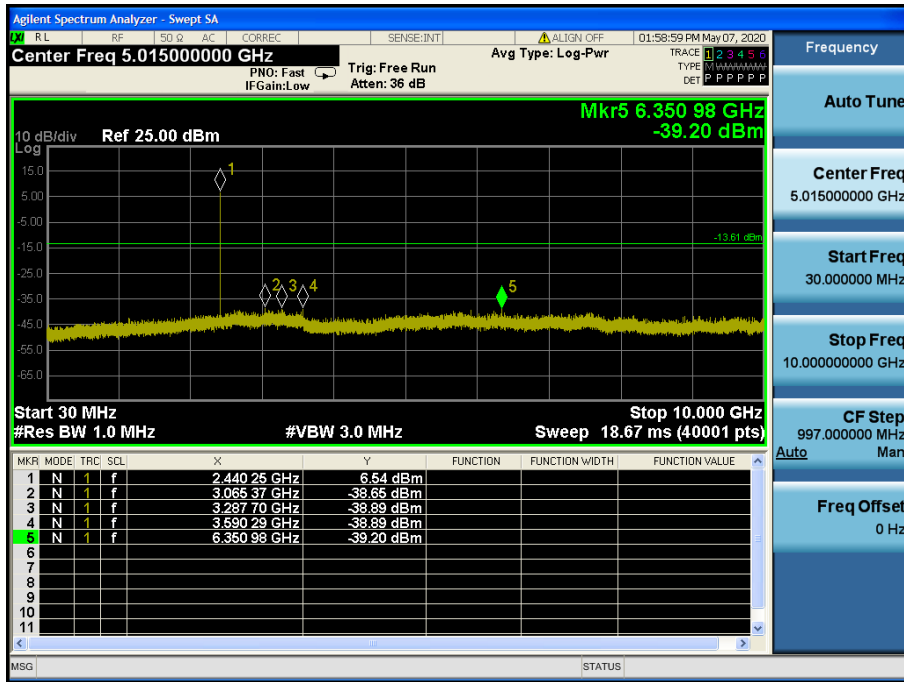 Agilent Spectrum Analyzer - Swept SA
LXI RL RF 50 Ω AC CORREC SENSE:INT ALIGN OFF 01:58:59 PM May 07, 2020
Center Freq 5.015000000 GHz
PNO: Fast
IFGain:Low
Trig: Free Run
Atten: 36 dB
Avg Type: Log-Pwr
TRACE 1 2 3 4 5 6
TYPE MWWWWW
DET P P P P P P
Mkr5 6.350 98 GHz
-39.20 dBm
10 dB/div Ref 25.00 dBm
Log
15.0
5.00
-5.00
-15.0
-25.0
-35.0
-45.0
-55.0
-65.0
1
2 3 4
5
-13.61 dBm
Start 30 MHz Stop 10.000 GHz
#Res BW 1.0 MHz #VBW 3.0 MHz Sweep 18.67 ms (40001 pts)
MKR MODE TRC SCL X Y FUNCTION FUNCTION WIDTH FUNCTION VALUE
1 N 1 f 2.440 25 GHz 6.54 dBm
2 N 1 f 3.065 37 GHz -38.65 dBm
3 N 1 f 3.287 70 GHz -38.89 dBm
4 N 1 f 3.590 29 GHz -38.89 dBm
5 N 1 f 6.350 98 GHz -39.20 dBm
6
7
8
9
10
11
MSG STATUS
Frequency
Auto Tune
Center Freq
5.015000000 GHz
Start Freq
30.000000 MHz
Stop Freq
10.000000000 GHz
CF Step
997.000000 MHz
Auto Man
Freq Offset
0 Hz